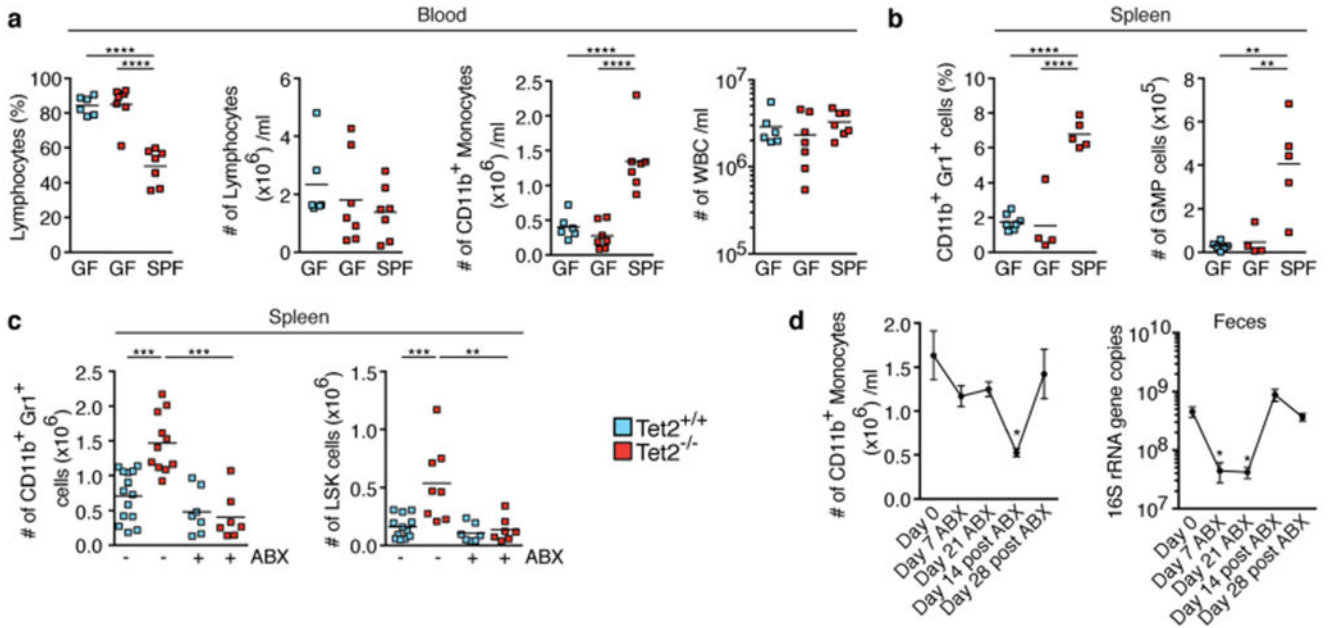 a
Blood
b
Spleen
****
****
Lymphocytes (%)
100
80
60
40
20
0
GF GF SPF
# of Lymphocytes
(x10⁶) /ml
6
4
2
0
GF GF SPF
****
****
# of CD11b⁺ Monocytes
(x10⁶) /ml
2.5
2.0
1.5
1.0
0.5
0.0
GF GF SPF
# of WBC /ml
10⁷
10⁶
10⁵
GF GF SPF
****
****
CD11b⁺ Gr1⁺ cells (%)
10
8
6
4
2
0
GF GF SPF
**
**
# of GMP cells (x10⁵)
8
6
4
2
0
GF GF SPF
c
Spleen
*** ***
# of CD11b⁺ Gr1⁺
cells (x10⁶)
2.5
2.0
1.5
1.0
0.5
0.0
- - + + ABX
*** **
# of LSK cells (x10⁶)
1.5
1.0
0.5
0.0
- - + + ABX
Tet2⁺/⁺
Tet2⁻/⁻
d
# of CD11b⁺ Monocytes
(x10⁶) /ml
2.0
1.5
1.0
0.5
0.0
*
Day 0
Day 7 ABX
Day 21 ABX
Day 14 post ABX
Day 28 post ABX
Feces
16S rRNA gene copies
10¹⁰
10⁹
10⁸
10⁷
* *
Day 0
Day 7 ABX
Day 21 ABX
Day 14 post ABX
Day 28 post ABX